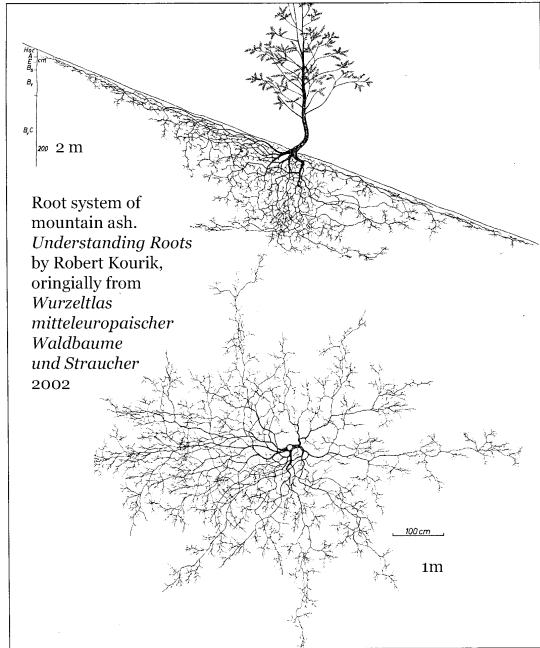 cm
200 2 m
Root system of
mountain ash.
Understanding Roots
by Robert Kourik,
oringially from
Wurzeltlas
mitteleuropaischer
Waldbaume
und Straucher
2002
100 cm
1m